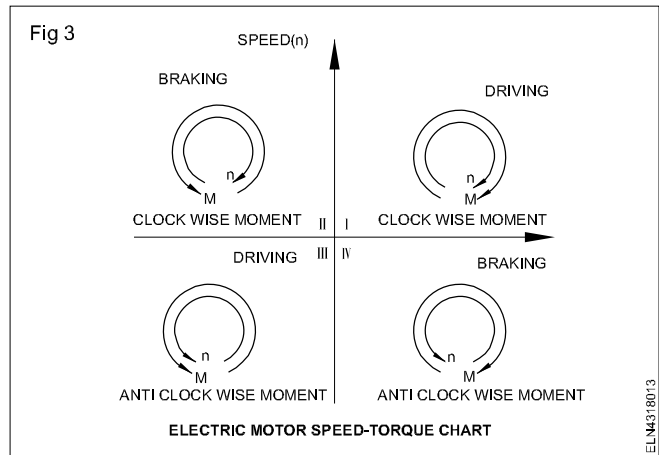 Fig 3
SPEED(n)
BRAKING
DRIVING
n
M
n
M
CLOCK WISE MOMENT
II
I
CLOCK WISE MOMENT
DRIVING
III
IV
BRAKING
n
M
n
M
ANTI CLOCK WISE MOMENT
ANTI CLOCK WISE MOMENT
ELECTRIC MOTOR SPEED-TORQUE CHART
ELN4318013